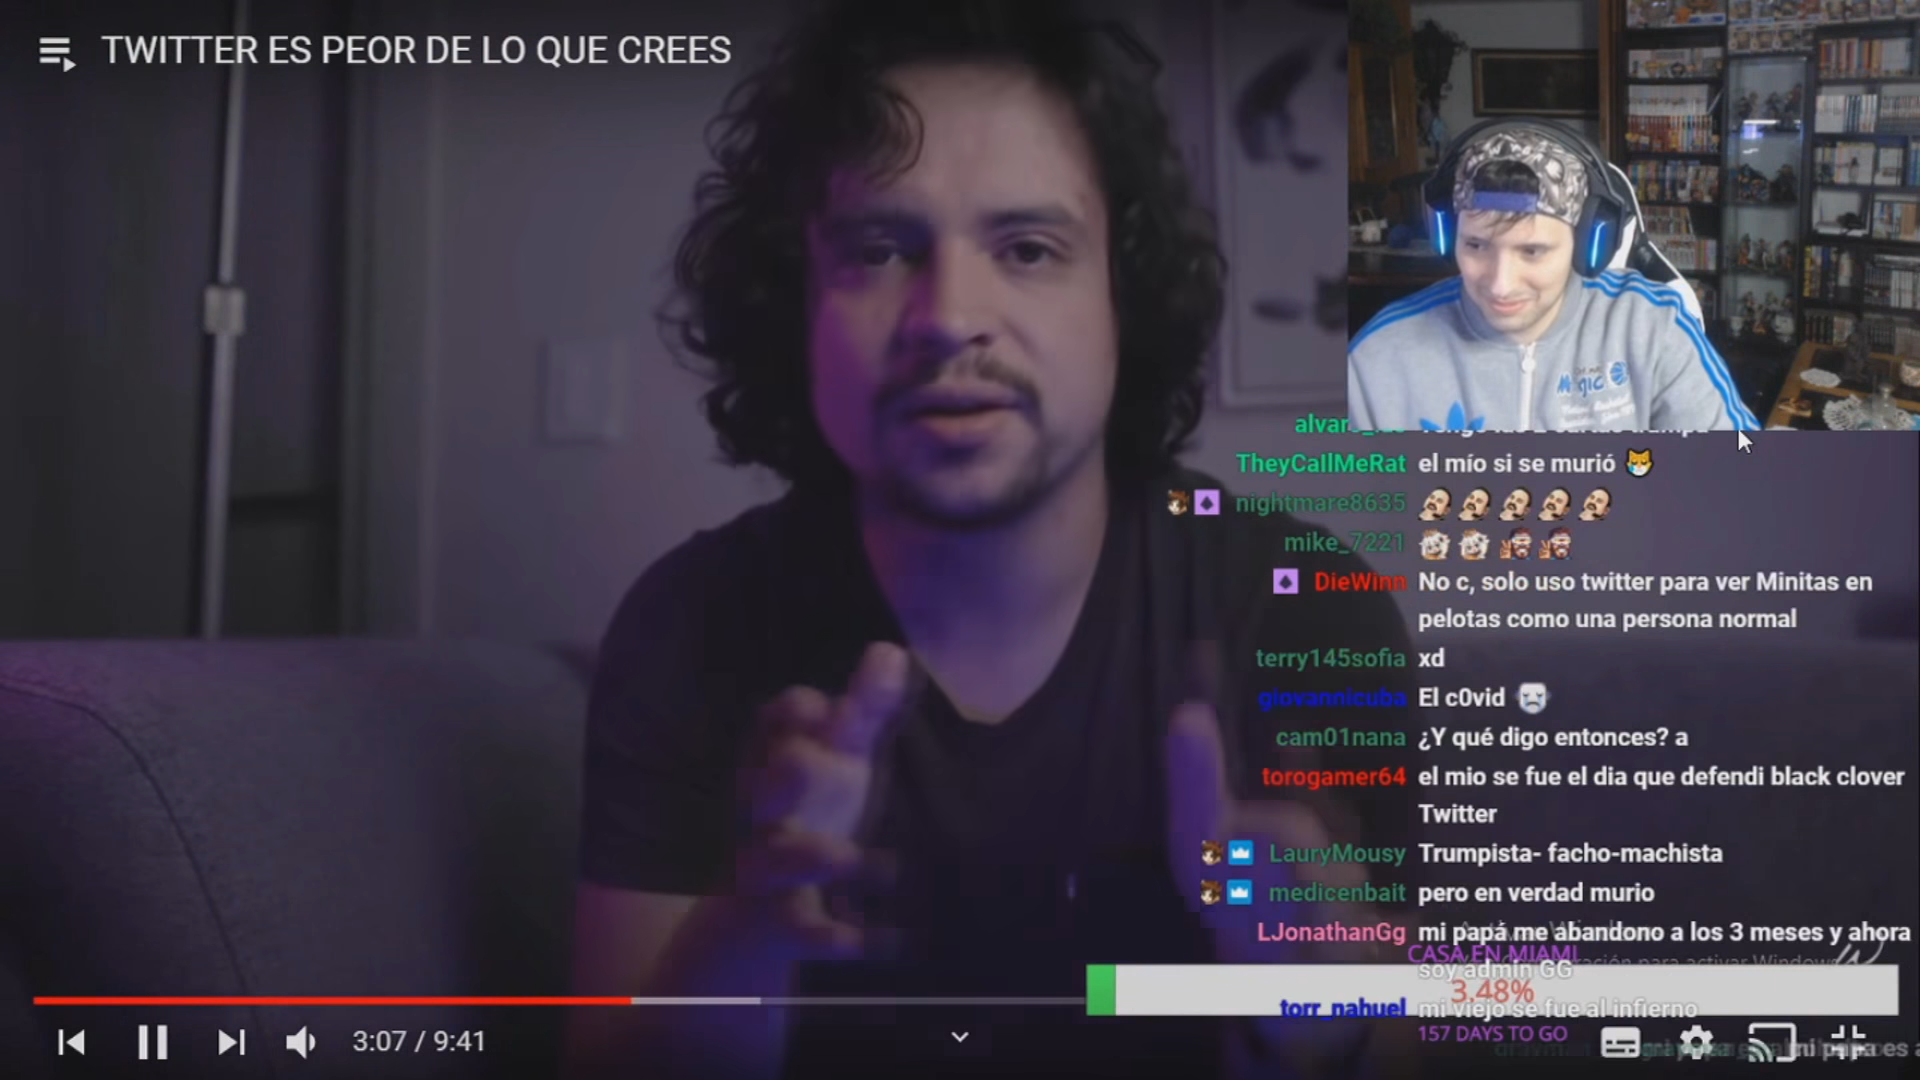 TWITTER ES PEOR DE LO QUE CREES
Magic
TheyCallMeRat el mío si se murió
nightmare8635
mike_7221
DieWinn No c, solo uso twitter para ver Minitas en
pelotas como una persona normal
terry145sofia xd
giovannicuba El c0vid
cam01nana ¿Y qué digo entonces? a
torogamer64 el mio se fue el dia que defendi black clover
Twitter
LauryMousy Trumpista- facho-machista
medicenbait pero en verdad murio
LJonathanGg mi papá me abandono a los 3 meses y ahora
CASA EN MIAMI
soy admin GG
3.48%
torr_nahuel mi viejo se fue al infierno
157 DAYS TO GO
3:07 / 9:41
mi papa es a